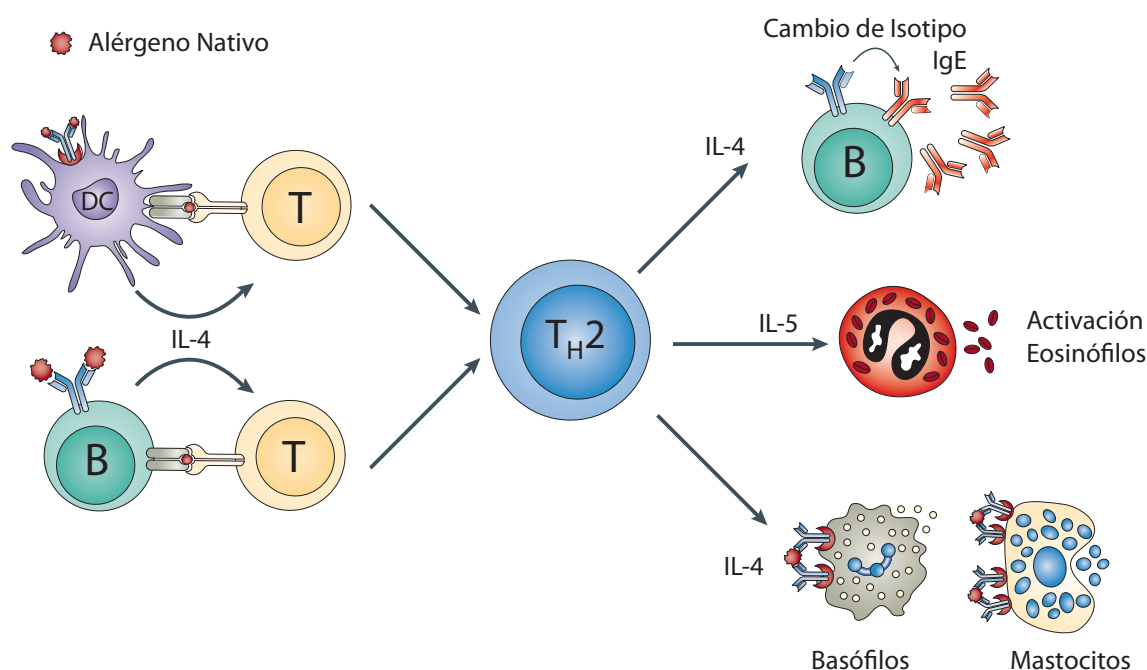 Alérgeno Nativo
DC
T
IL-4
B
T
TH2
IL-4
Cambio de Isotipo
IgE
B
IL-5
Activación
Eosinófilos
IL-4
Basófilos
Mastocitos